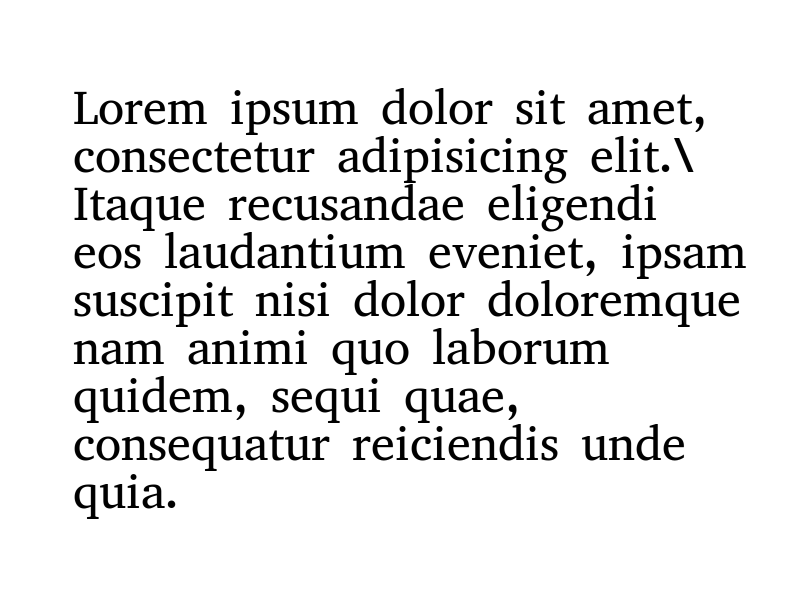 Lorem ipsum dolor sit amet,
consectetur adipisicing elit.\
Itaque recusandae eligendi
eos laudantium eveniet, ipsam
suscipit nisi dolor doloremque
nam animi quo laborum
quidem, sequi quae,
consequatur reiciendis unde
quia.